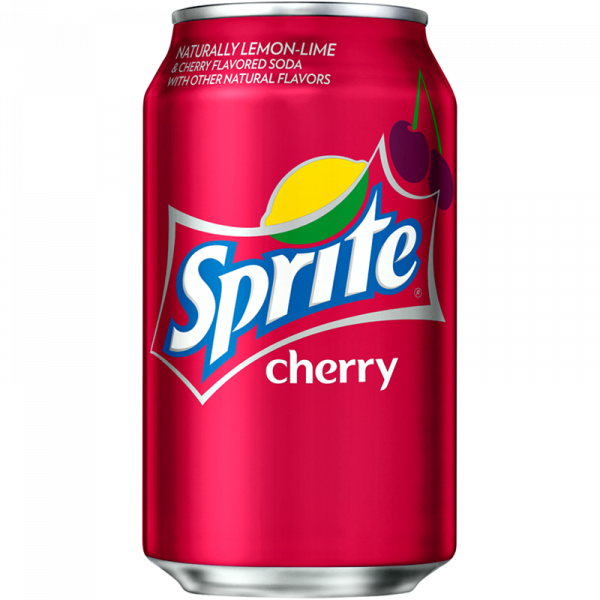 NATURALLY LEMON-LIME
& CHERRY FLAVORED SODA
WITH OTHER NATURAL FLAVORS
Sprite®
cherry